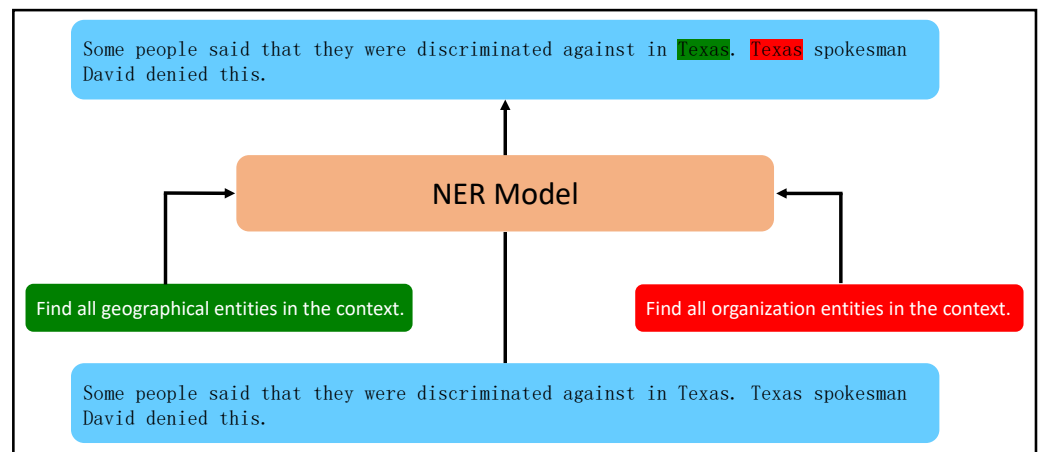 Some people said that they were discriminated against in Texas. Texas spokesman
David denied this.
NER Model
Find all geographical entities in the context.
Find all organization entities in the context.
Some people said that they were discriminated against in Texas. Texas spokesman
David denied this.